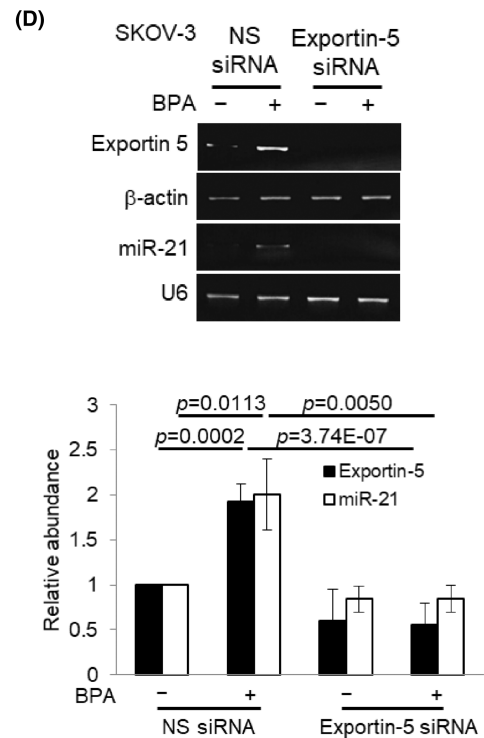 (D)
SKOV-3 NS siRNA Exportin-5 siRNA
BPA − + − +
Exportin 5
β-actin
miR-21
U6
p=0.0113 p=0.0050
p=0.0002 p=3.74E-07
Exportin-5
miR-21
Relative abundance
3
2.5
2
1.5
1
0.5
0
BPA − + − +
NS siRNA Exportin-5 siRNA